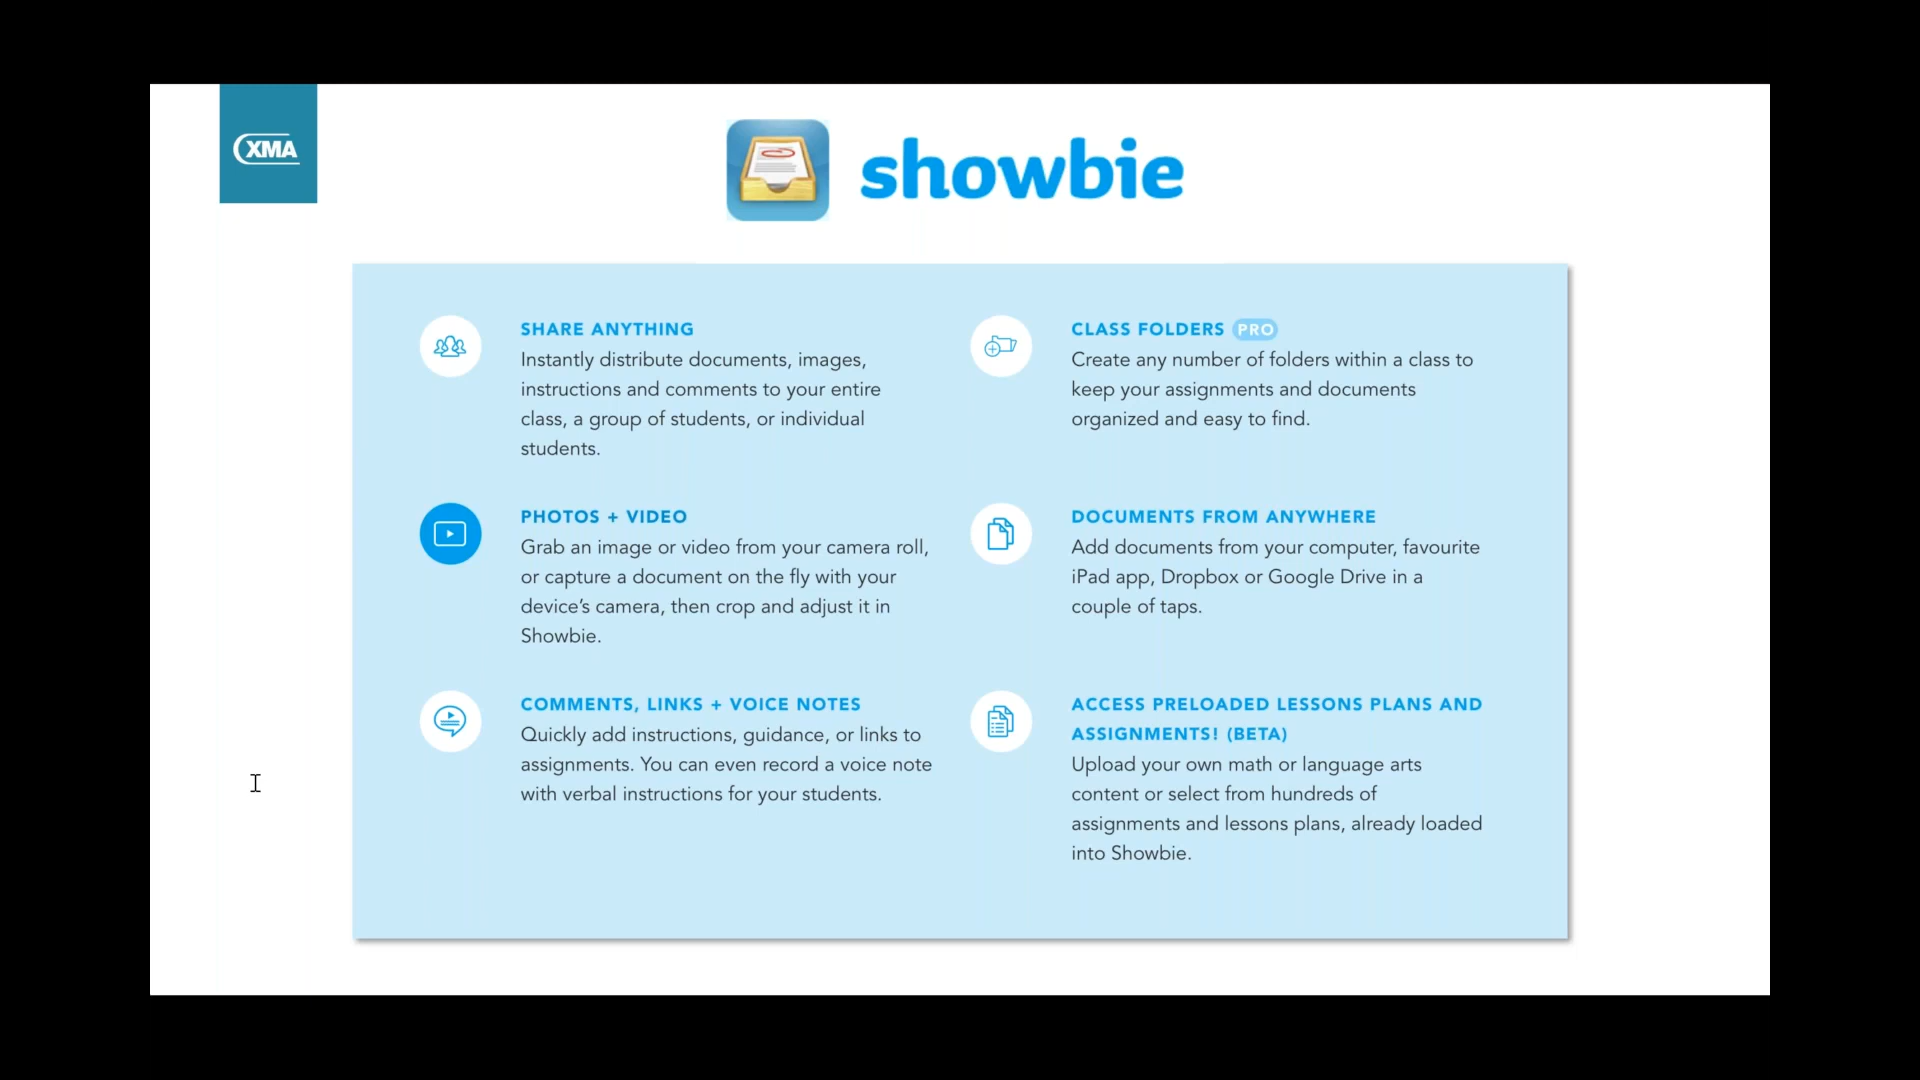 XMA
showbie
SHARE ANYTHING
Instantly distribute documents, images,
instructions and comments to your entire
class, a group of students, or individual
students.
CLASS FOLDERS PRO
Create any number of folders within a class to
keep your assignments and documents
organized and easy to find.
PHOTOS + VIDEO
Grab an image or video from your camera roll,
or capture a document on the fly with your
device’s camera, then crop and adjust it in
Showbie.
DOCUMENTS FROM ANYWHERE
Add documents from your computer, favourite
iPad app, Dropbox or Google Drive in a
couple of taps.
COMMENTS, LINKS + VOICE NOTES
Quickly add instructions, guidance, or links to
assignments. You can even record a voice note
with verbal instructions for your students.
ACCESS PRELOADED LESSONS PLANS AND
ASSIGNMENTS! (BETA)
Upload your own math or language arts
content or select from hundreds of
assignments and lessons plans, already loaded
into Showbie.